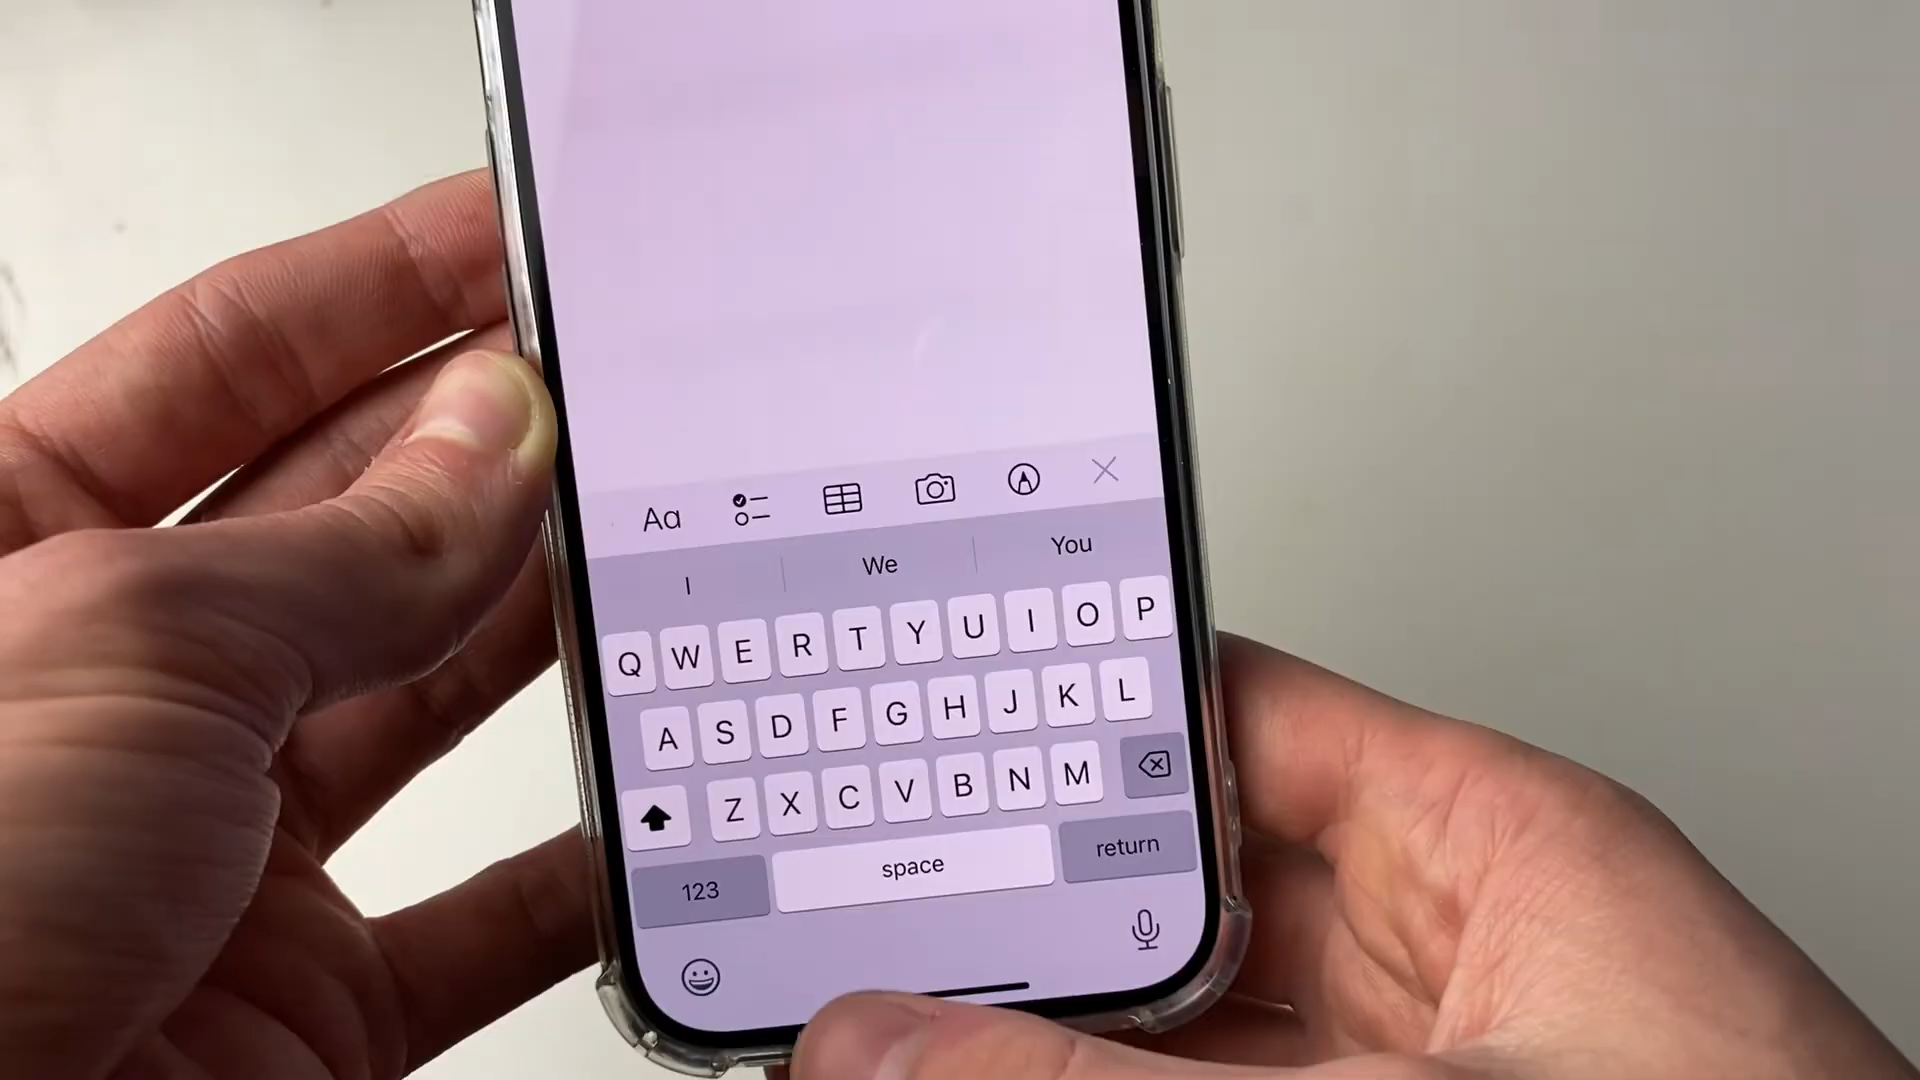 Aa
I We You
Q W E R T Y U I O P
A S D F G H J K L
Z X C V B N M
123 space return